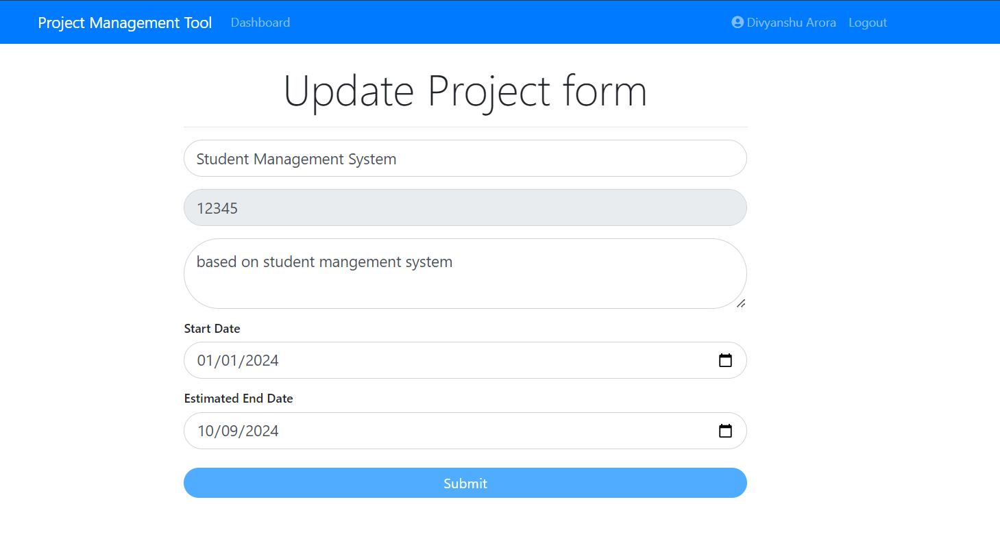 Project Management Tool Dashboard Divyanshu Arora Logout
Update Project form
Student Management System
12345
based on student mangement system
Start Date
01/01/2024
Estimated End Date
10/09/2024
Submit